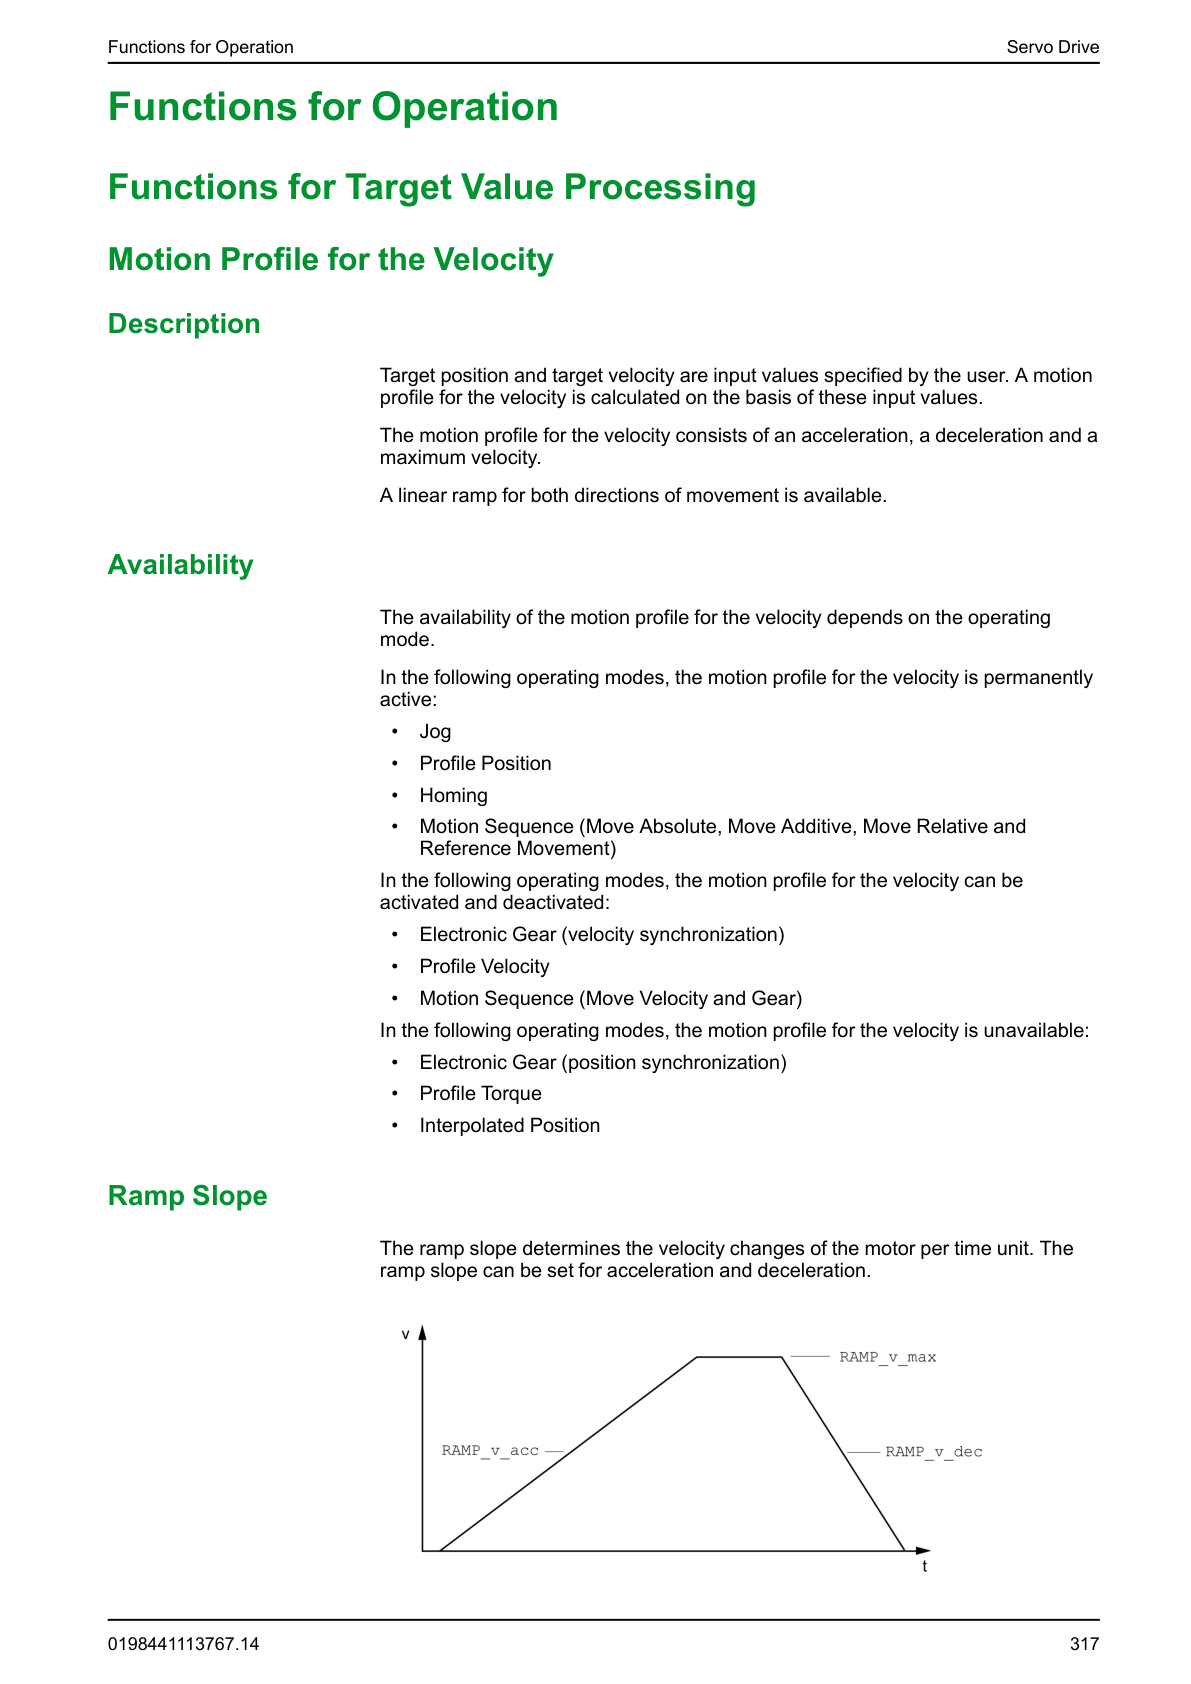 Functions for Operation
Servo Drive
Functions for Operation
Functions for Target Value Processing
Motion Profile for the Velocity
Description
Target position and target velocity are input values specified by the user. A motion
profile for the velocity is calculated on the basis of these input values.
The motion profile for the velocity consists of an acceleration, a deceleration and a
maximum velocity.
A linear ramp for both directions of movement is available.
Availability
The availability of the motion profile for the velocity depends on the operating
mode.
In the following operating modes, the motion profile for the velocity is permanently
active:
• Jog
• Profile Position
• Homing
• Motion Sequence (Move Absolute, Move Additive, Move Relative and
Reference Movement)
In the following operating modes, the motion profile for the velocity can be
activated and deactivated:
• Electronic Gear (velocity synchronization)
• Profile Velocity
• Motion Sequence (Move Velocity and Gear)
In the following operating modes, the motion profile for the velocity is unavailable:
• Electronic Gear (position synchronization)
• Profile Torque
• Interpolated Position
Ramp Slope
The ramp slope determines the velocity changes of the motor per time unit. The
ramp slope can be set for acceleration and deceleration.
v
RAMP_v_max
RAMP_v_acc
RAMP_v_dec
t
0198441113767.14
317